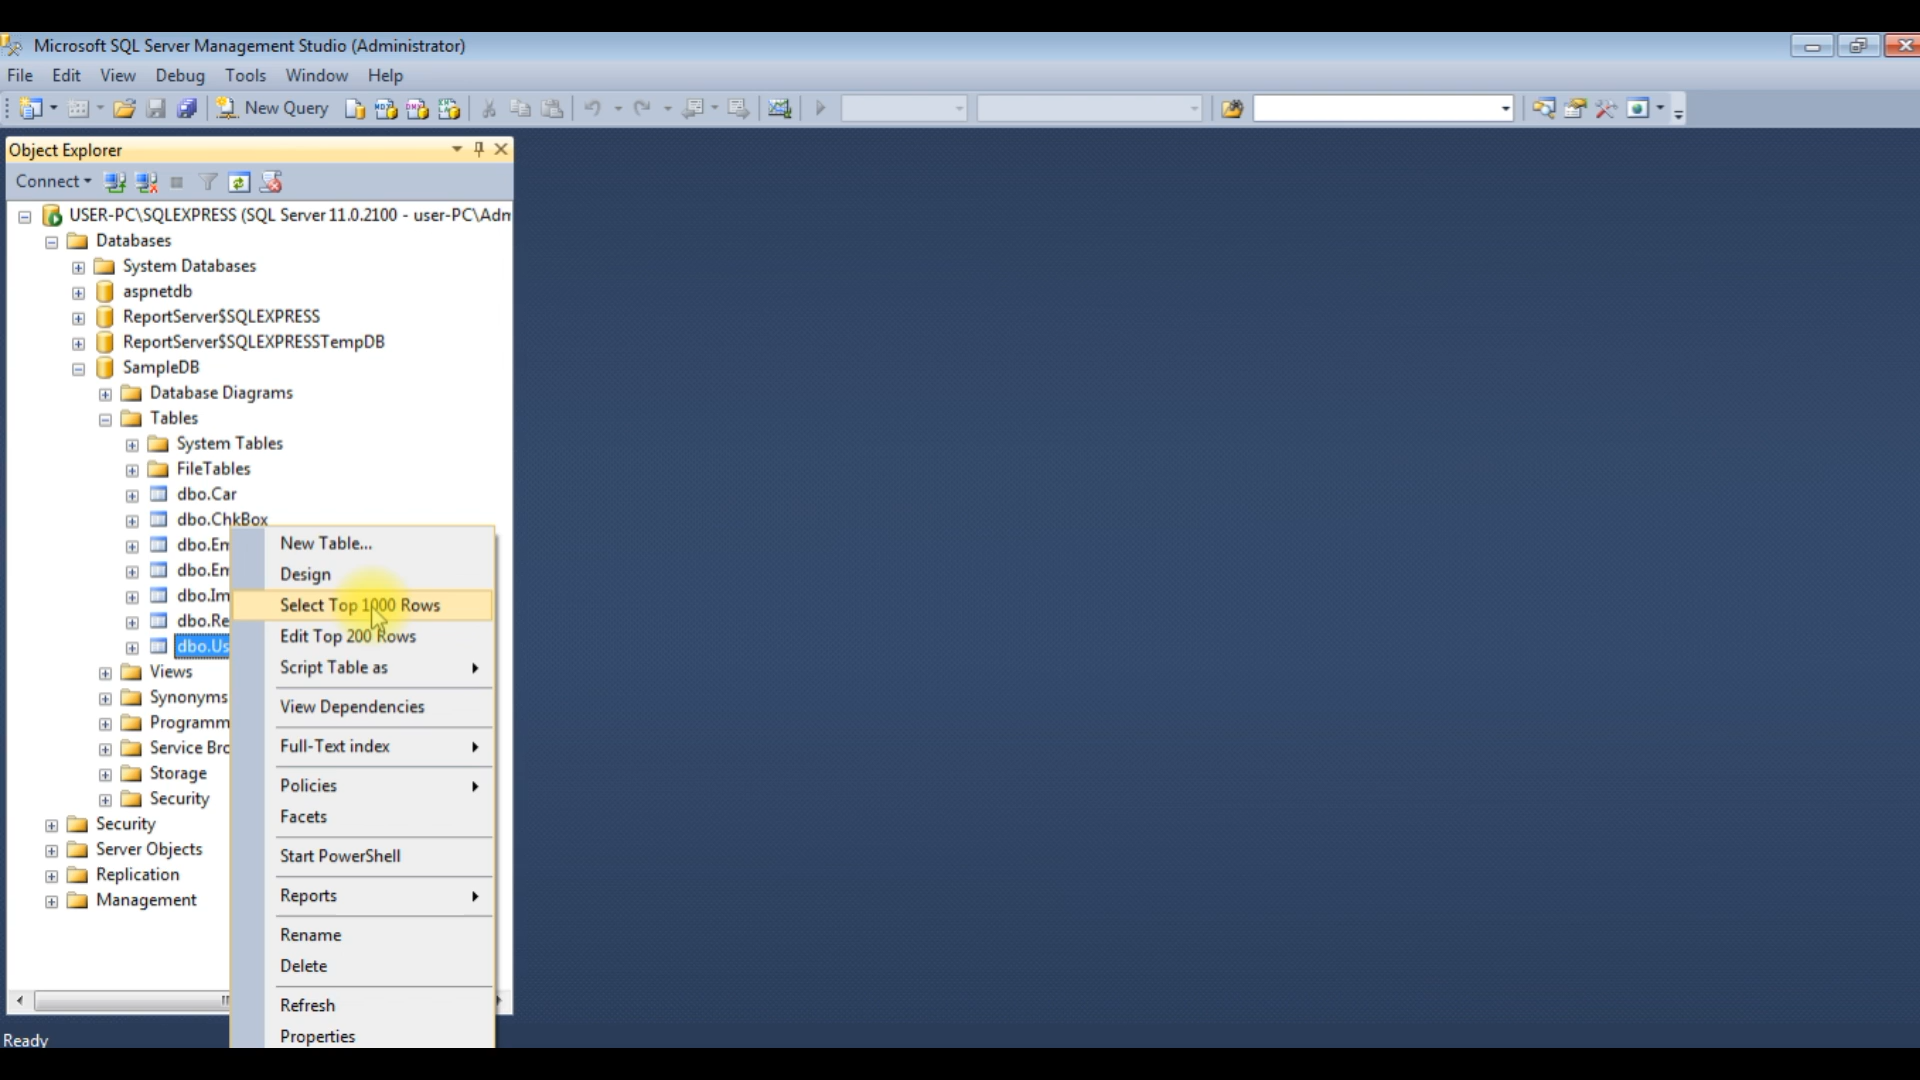 Microsoft SQL Server Management Studio (Administrator)
File Edit View Debug Tools Window Help
New Query
Object Explorer
Connect
USER-PC\SQLEXPRESS (SQL Server 11.0.2100 - user-PC\Adn
Databases
System Databases
aspnetdb
ReportServer$SQLEXPRESS
ReportServer$SQLEXPRESSTempDB
SampleDB
Database Diagrams
Tables
System Tables
FileTables
dbo.Car
dbo.ChkBox
dbo.Em
dbo.Em
dbo.Im
dbo.Re
dbo.Us
Views
Synonyms
Programm
Service Bro
Storage
Security
Security
Server Objects
Replication
Management
New Table...
Design
Select Top 1000 Rows
Edit Top 200 Rows
Script Table as
View Dependencies
Full-Text index
Policies
Facets
Start PowerShell
Reports
Rename
Delete
Refresh
Properties
Ready